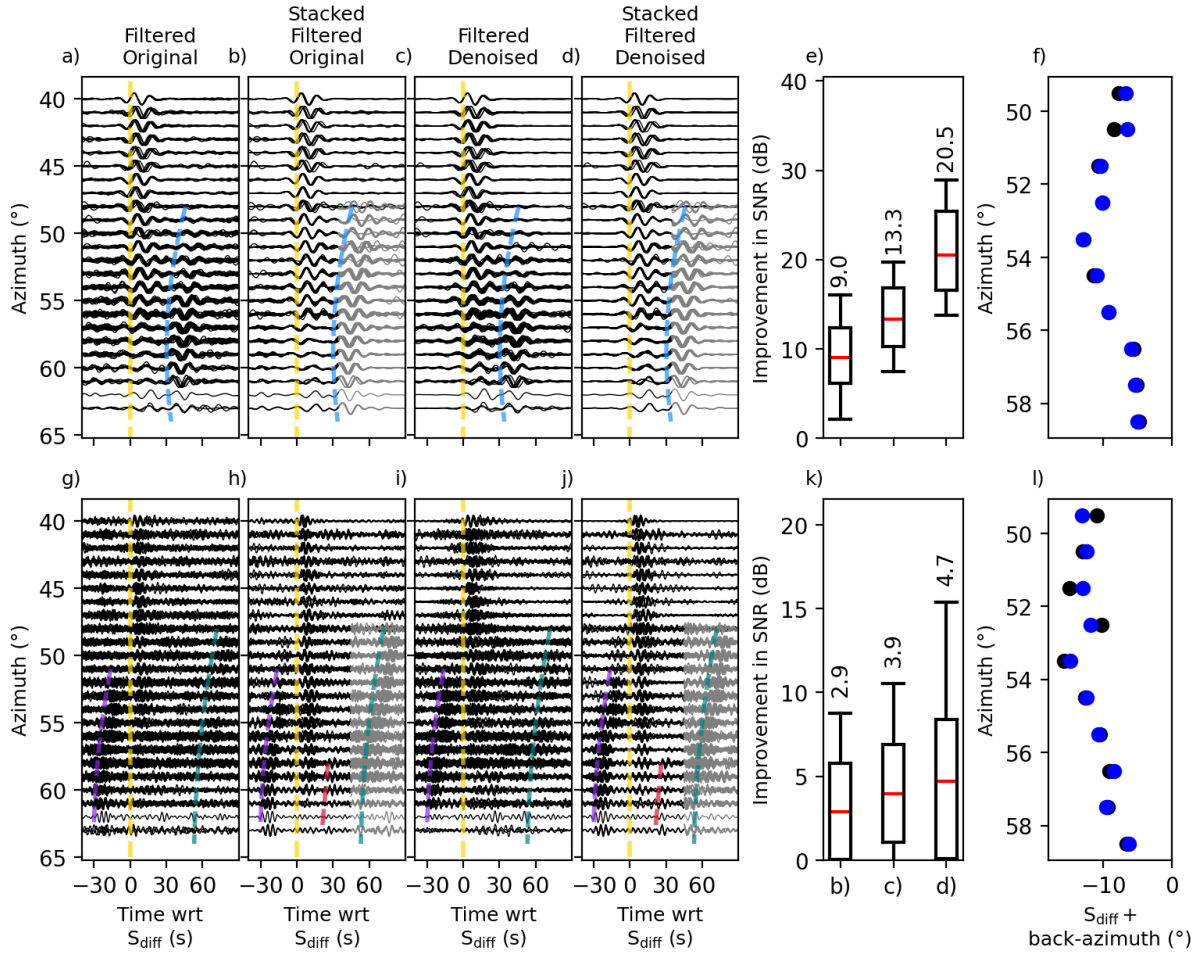 a)
Filtered
Original
b)
Stacked
Filtered
Original
c)
Filtered
Denoised
d)
Stacked
Filtered
Denoised
e)
f)
Azimuth (°)
40
45
50
55
60
65
Improvement in SNR (dB)
40
30
20
10
0
9.0
13.3
20.5
Azimuth (°)
50
52
54
56
58
g)
h)
i)
j)
k)
l)
Azimuth (°)
40
45
50
55
60
65
−30 0 60
−30 0 60
−30 0 60
−30 0 60
Time wrt
Sdiff (s)
Time wrt
Sdiff (s)
Time wrt
Sdiff (s)
Time wrt
Sdiff (s)
Improvement in SNR (dB)
20
15
10
5
0
2.9
3.9
4.7
b) c) d)
Azimuth (°)
50
52
54
56
58
−10 0
Sdiff +
back-azimuth (°)